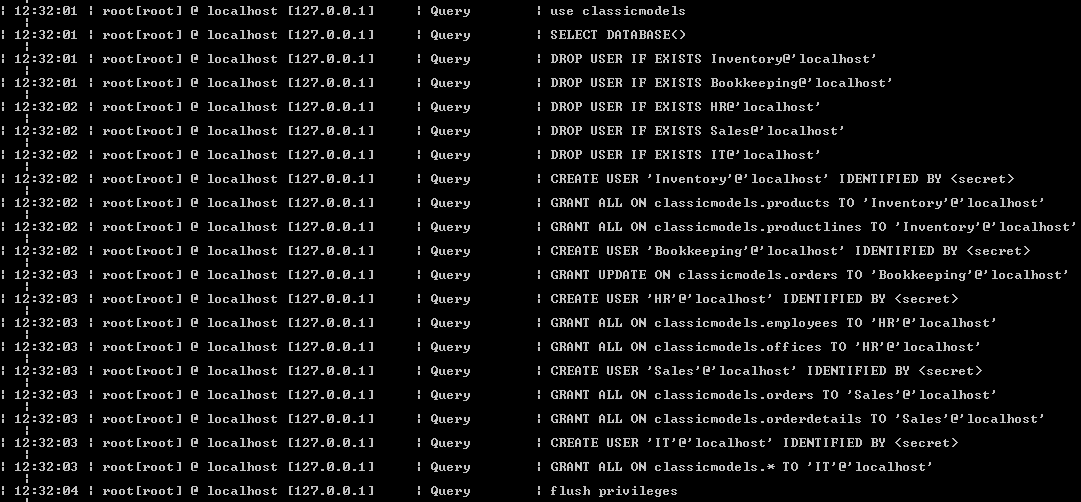 | 12:32:01 | root[root] @ localhost [127.0.0.1] | Query | use classicmodels
| 12:32:01 | root[root] @ localhost [127.0.0.1] | Query | SELECT DATABASE()
| 12:32:01 | root[root] @ localhost [127.0.0.1] | Query | DROP USER IF EXISTS Inventory@'localhost'
| 12:32:01 | root[root] @ localhost [127.0.0.1] | Query | DROP USER IF EXISTS Bookkeeping@'localhost'
| 12:32:02 | root[root] @ localhost [127.0.0.1] | Query | DROP USER IF EXISTS HR@'localhost'
| 12:32:02 | root[root] @ localhost [127.0.0.1] | Query | DROP USER IF EXISTS Sales@'localhost'
| 12:32:02 | root[root] @ localhost [127.0.0.1] | Query | DROP USER IF EXISTS IT@'localhost'
| 12:32:02 | root[root] @ localhost [127.0.0.1] | Query | CREATE USER 'Inventory'@'localhost' IDENTIFIED BY <secret>
| 12:32:02 | root[root] @ localhost [127.0.0.1] | Query | GRANT ALL ON classicmodels.products TO 'Inventory'@'localhost'
| 12:32:02 | root[root] @ localhost [127.0.0.1] | Query | GRANT ALL ON classicmodels.productlines TO 'Inventory'@'localhost'
| 12:32:02 | root[root] @ localhost [127.0.0.1] | Query | CREATE USER 'Bookkeeping'@'localhost' IDENTIFIED BY <secret>
| 12:32:03 | root[root] @ localhost [127.0.0.1] | Query | GRANT UPDATE ON classicmodels.orders TO 'Bookkeeping'@'localhost'
| 12:32:03 | root[root] @ localhost [127.0.0.1] | Query | CREATE USER 'HR'@'localhost' IDENTIFIED BY <secret>
| 12:32:03 | root[root] @ localhost [127.0.0.1] | Query | GRANT ALL ON classicmodels.employees TO 'HR'@'localhost'
| 12:32:03 | root[root] @ localhost [127.0.0.1] | Query | GRANT ALL ON classicmodels.offices TO 'HR'@'localhost'
| 12:32:03 | root[root] @ localhost [127.0.0.1] | Query | CREATE USER 'Sales'@'localhost' IDENTIFIED BY <secret>
| 12:32:03 | root[root] @ localhost [127.0.0.1] | Query | GRANT ALL ON classicmodels.orders TO 'Sales'@'localhost'
| 12:32:03 | root[root] @ localhost [127.0.0.1] | Query | GRANT ALL ON classicmodels.orderdetails TO 'Sales'@'localhost'
| 12:32:03 | root[root] @ localhost [127.0.0.1] | Query | CREATE USER 'IT'@'localhost' IDENTIFIED BY <secret>
| 12:32:03 | root[root] @ localhost [127.0.0.1] | Query | GRANT ALL ON classicmodels.* TO 'IT'@'localhost'
| 12:32:04 | root[root] @ localhost [127.0.0.1] | Query | flush privileges